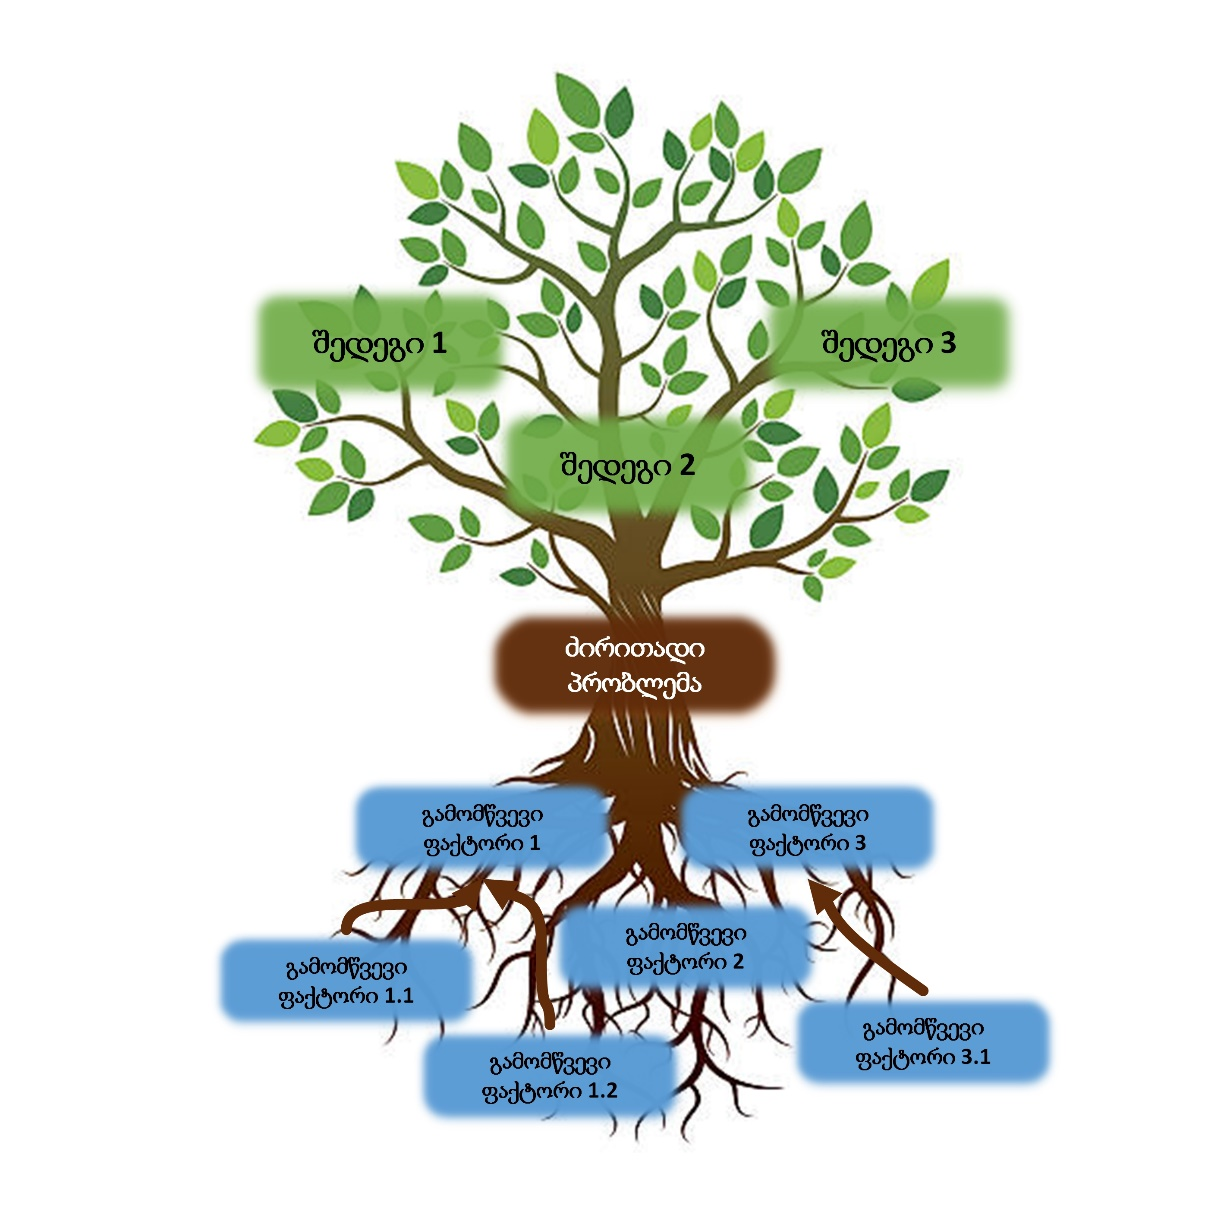 შედეგი 1
შედეგი 3
შედეგი 2
ძირითადი
პრობლემა
გამომწვევი
ფაქტორი 1
გამომწვევი
ფაქტორი 3
გამომწვევი
ფაქტორი 2
გამომწვევი
ფაქტორი 1.1
გამომწვევი
ფაქტორი 3.1
გამომწვევი
ფაქტორი 1.2